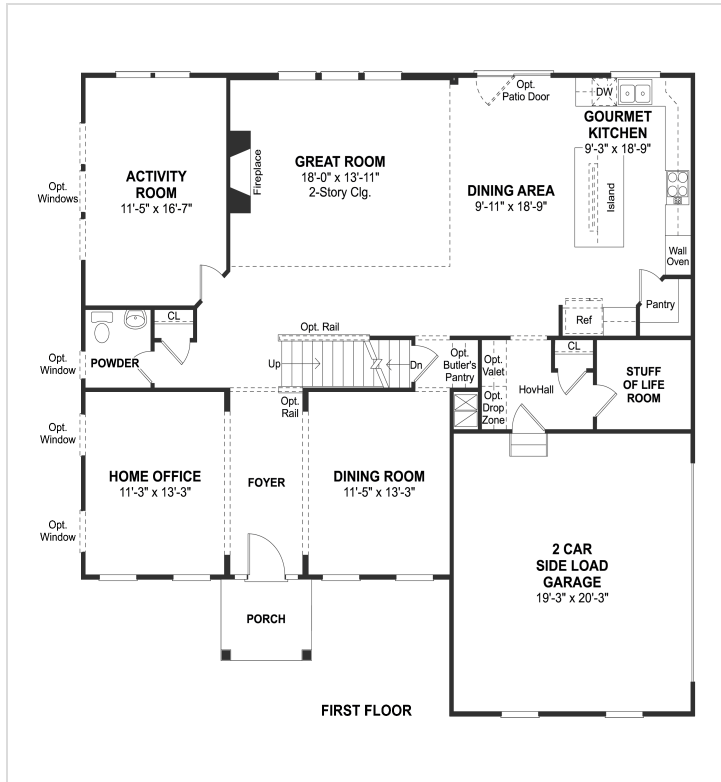 Opt.
Patio Door
DW
GOURMET
KITCHEN
9'-3" x 18'-9"
ACTIVITY
ROOM
11'-5" x 16'-7"
Opt.
Windows
Fireplace
GREAT ROOM
18'-0" x 13'-11"
2-Story Clg.
DINING AREA
9'-11" x 18'-9"
Island
Wall
Oven
Pantry
Ref
CL
POWDER
Opt.
Window
Opt. Rail
Up
Dn
Opt.
Butler's
Pantry
Opt.
Rail
Opt.
Valet
Opt.
Drop
Zone
CL
HovHall
STUFF
OF LIFE
ROOM
Opt.
Window
HOME OFFICE
11'-3" x 13'-3"
FOYER
DINING ROOM
11'-5" x 13'-3"
Opt.
Window
2 CAR
SIDE LOAD
GARAGE
19'-3" x 20'-3"
PORCH
FIRST FLOOR